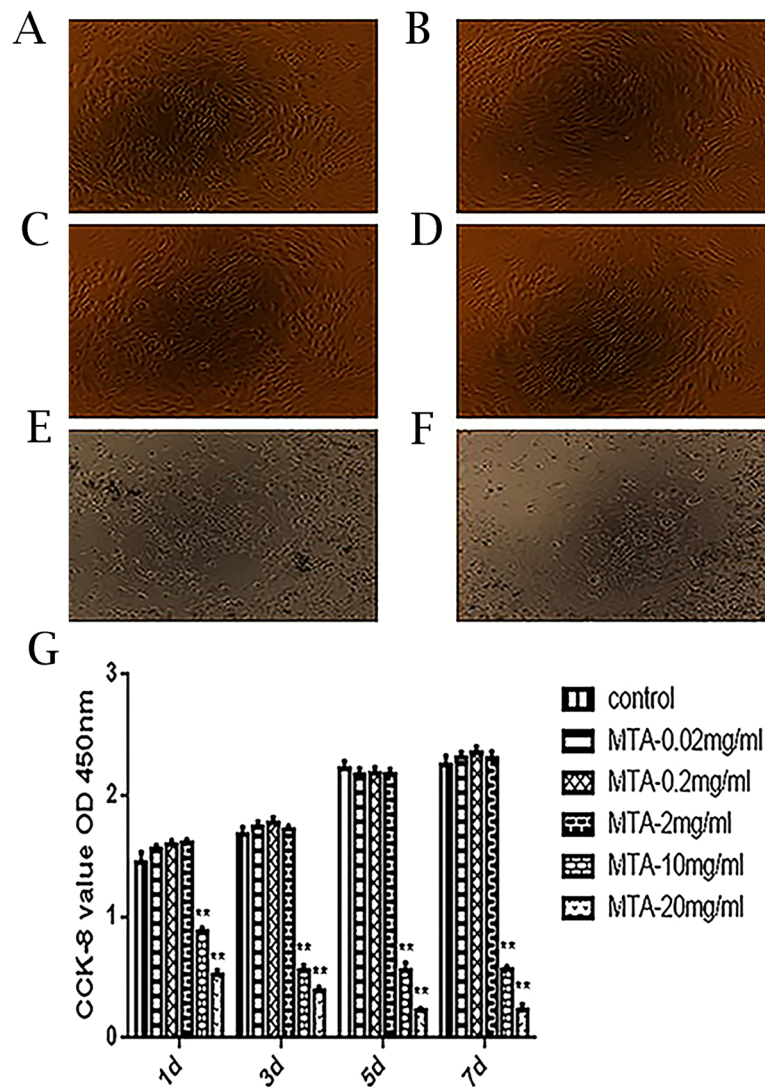 A
B
C
D
E
F
G
CCK-8 value OD 450nm
3
2
1
0
**
**
**
**
**
**
**
**
1d
3d
5d
7d
control
MTA-0.02mg/ml
MTA-0.2mg/ml
MTA-2mg/ml
MTA-10mg/ml
MTA-20mg/ml